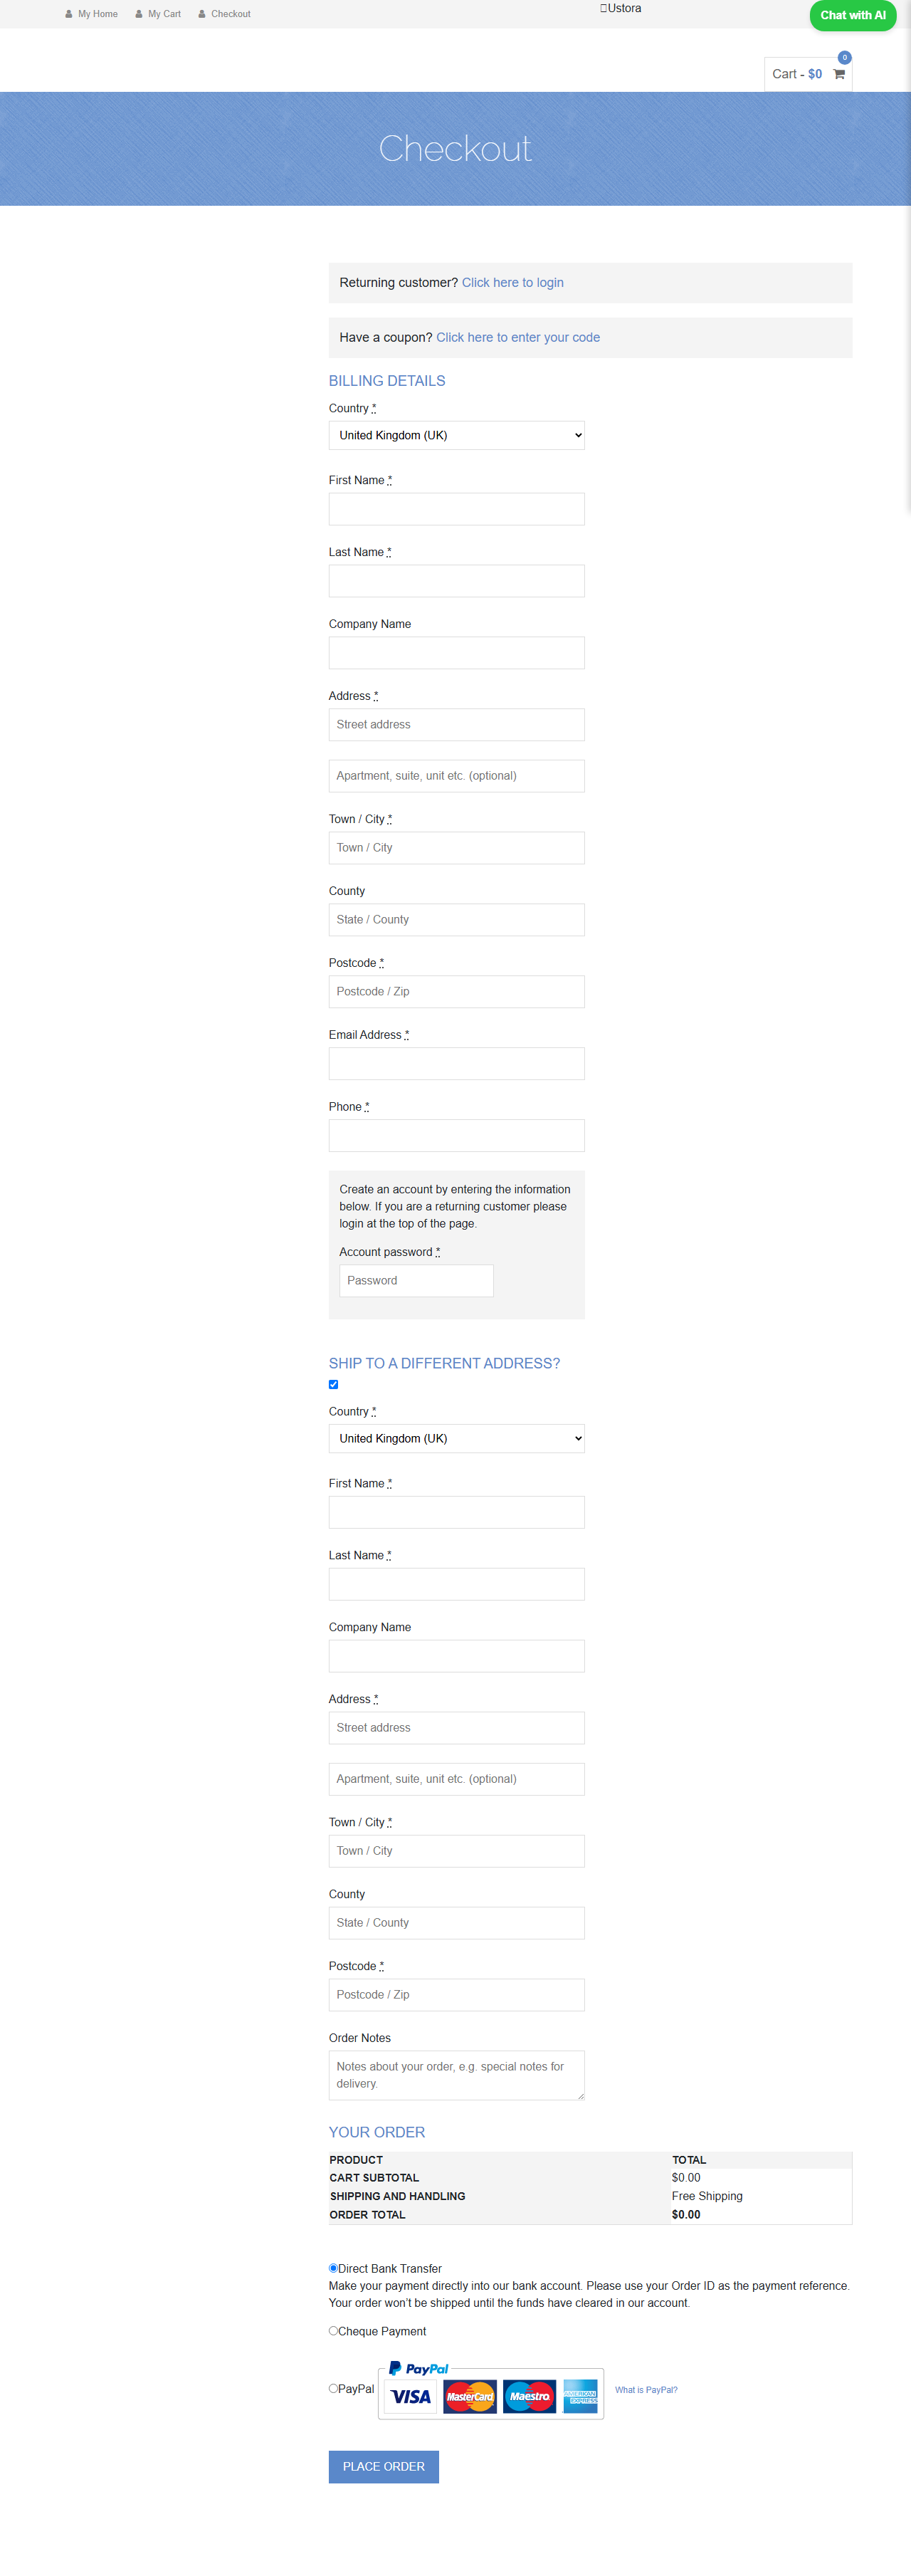 My Home My Cart Checkout Ustora Chat with AI
Cart - $0 0
Checkout
Returning customer? Click here to login
Have a coupon? Click here to enter your code
BILLING DETAILS
Country *
United Kingdom (UK)
First Name *
Last Name *
Company Name
Address *
Street address
Apartment, suite, unit etc. (optional)
Town / City *
Town / City
County
State / County
Postcode *
Postcode / Zip
Email Address *
Phone *
Create an account by entering the information
below. If you are a returning customer please
login at the top of the page.
Account password *
Password
SHIP TO A DIFFERENT ADDRESS?
Country *
United Kingdom (UK)
First Name *
Last Name *
Company Name
Address *
Street address
Apartment, suite, unit etc. (optional)
Town / City *
Town / City
County
State / County
Postcode *
Postcode / Zip
Order Notes
Notes about your order, e.g. special notes for
delivery.
YOUR ORDER
PRODUCT TOTAL
CART SUBTOTAL $0.00
SHIPPING AND HANDLING Free Shipping
ORDER TOTAL $0.00
Direct Bank Transfer
Make your payment directly into our bank account. Please use your Order ID as the payment reference.
Your order won't be shipped until the funds have cleared in our account.
Cheque Payment
PayPal
PayPal VISA MasterCard Maestro AMERICAN EXPRESS What is PayPal?
PLACE ORDER